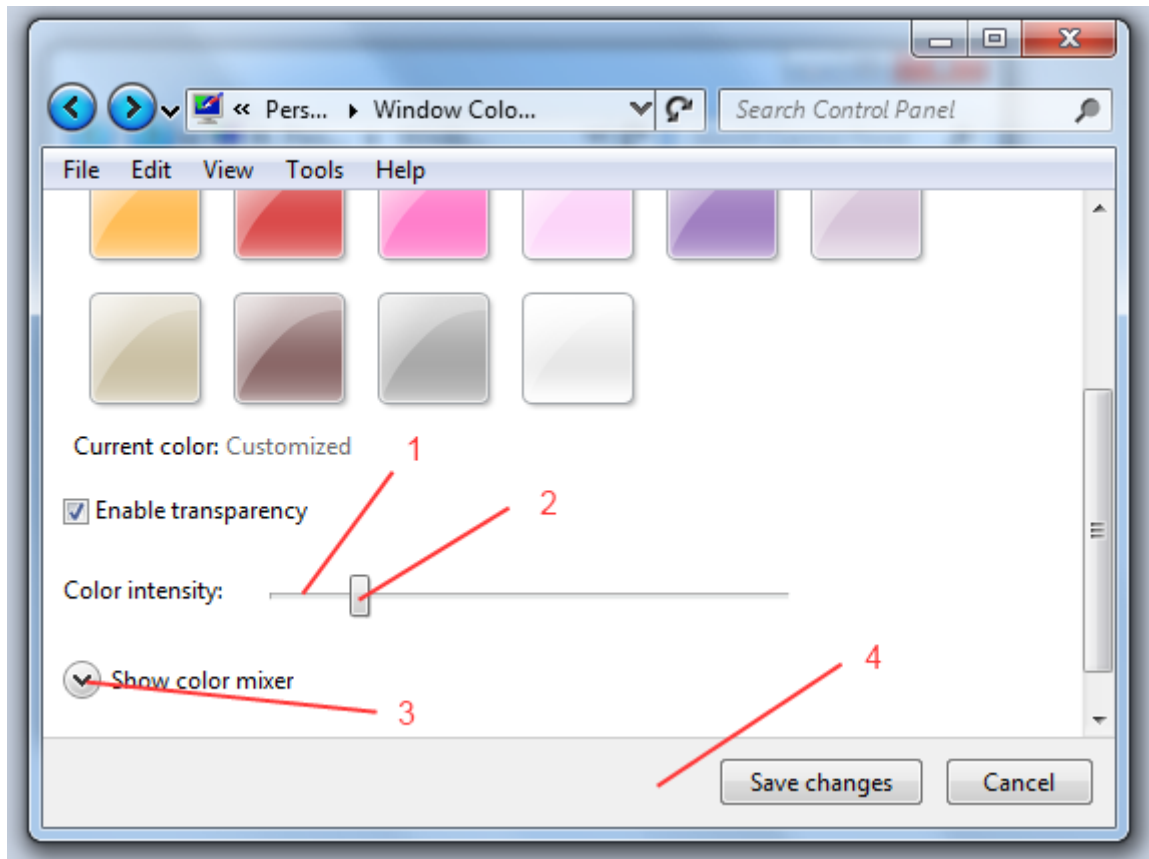 « Pers... ▸ Window Colo...
Search Control Panel
File Edit View Tools Help
Current color: Customized
1
Enable transparency
2
Color intensity:
4
Show color mixer
3
Save changes
Cancel